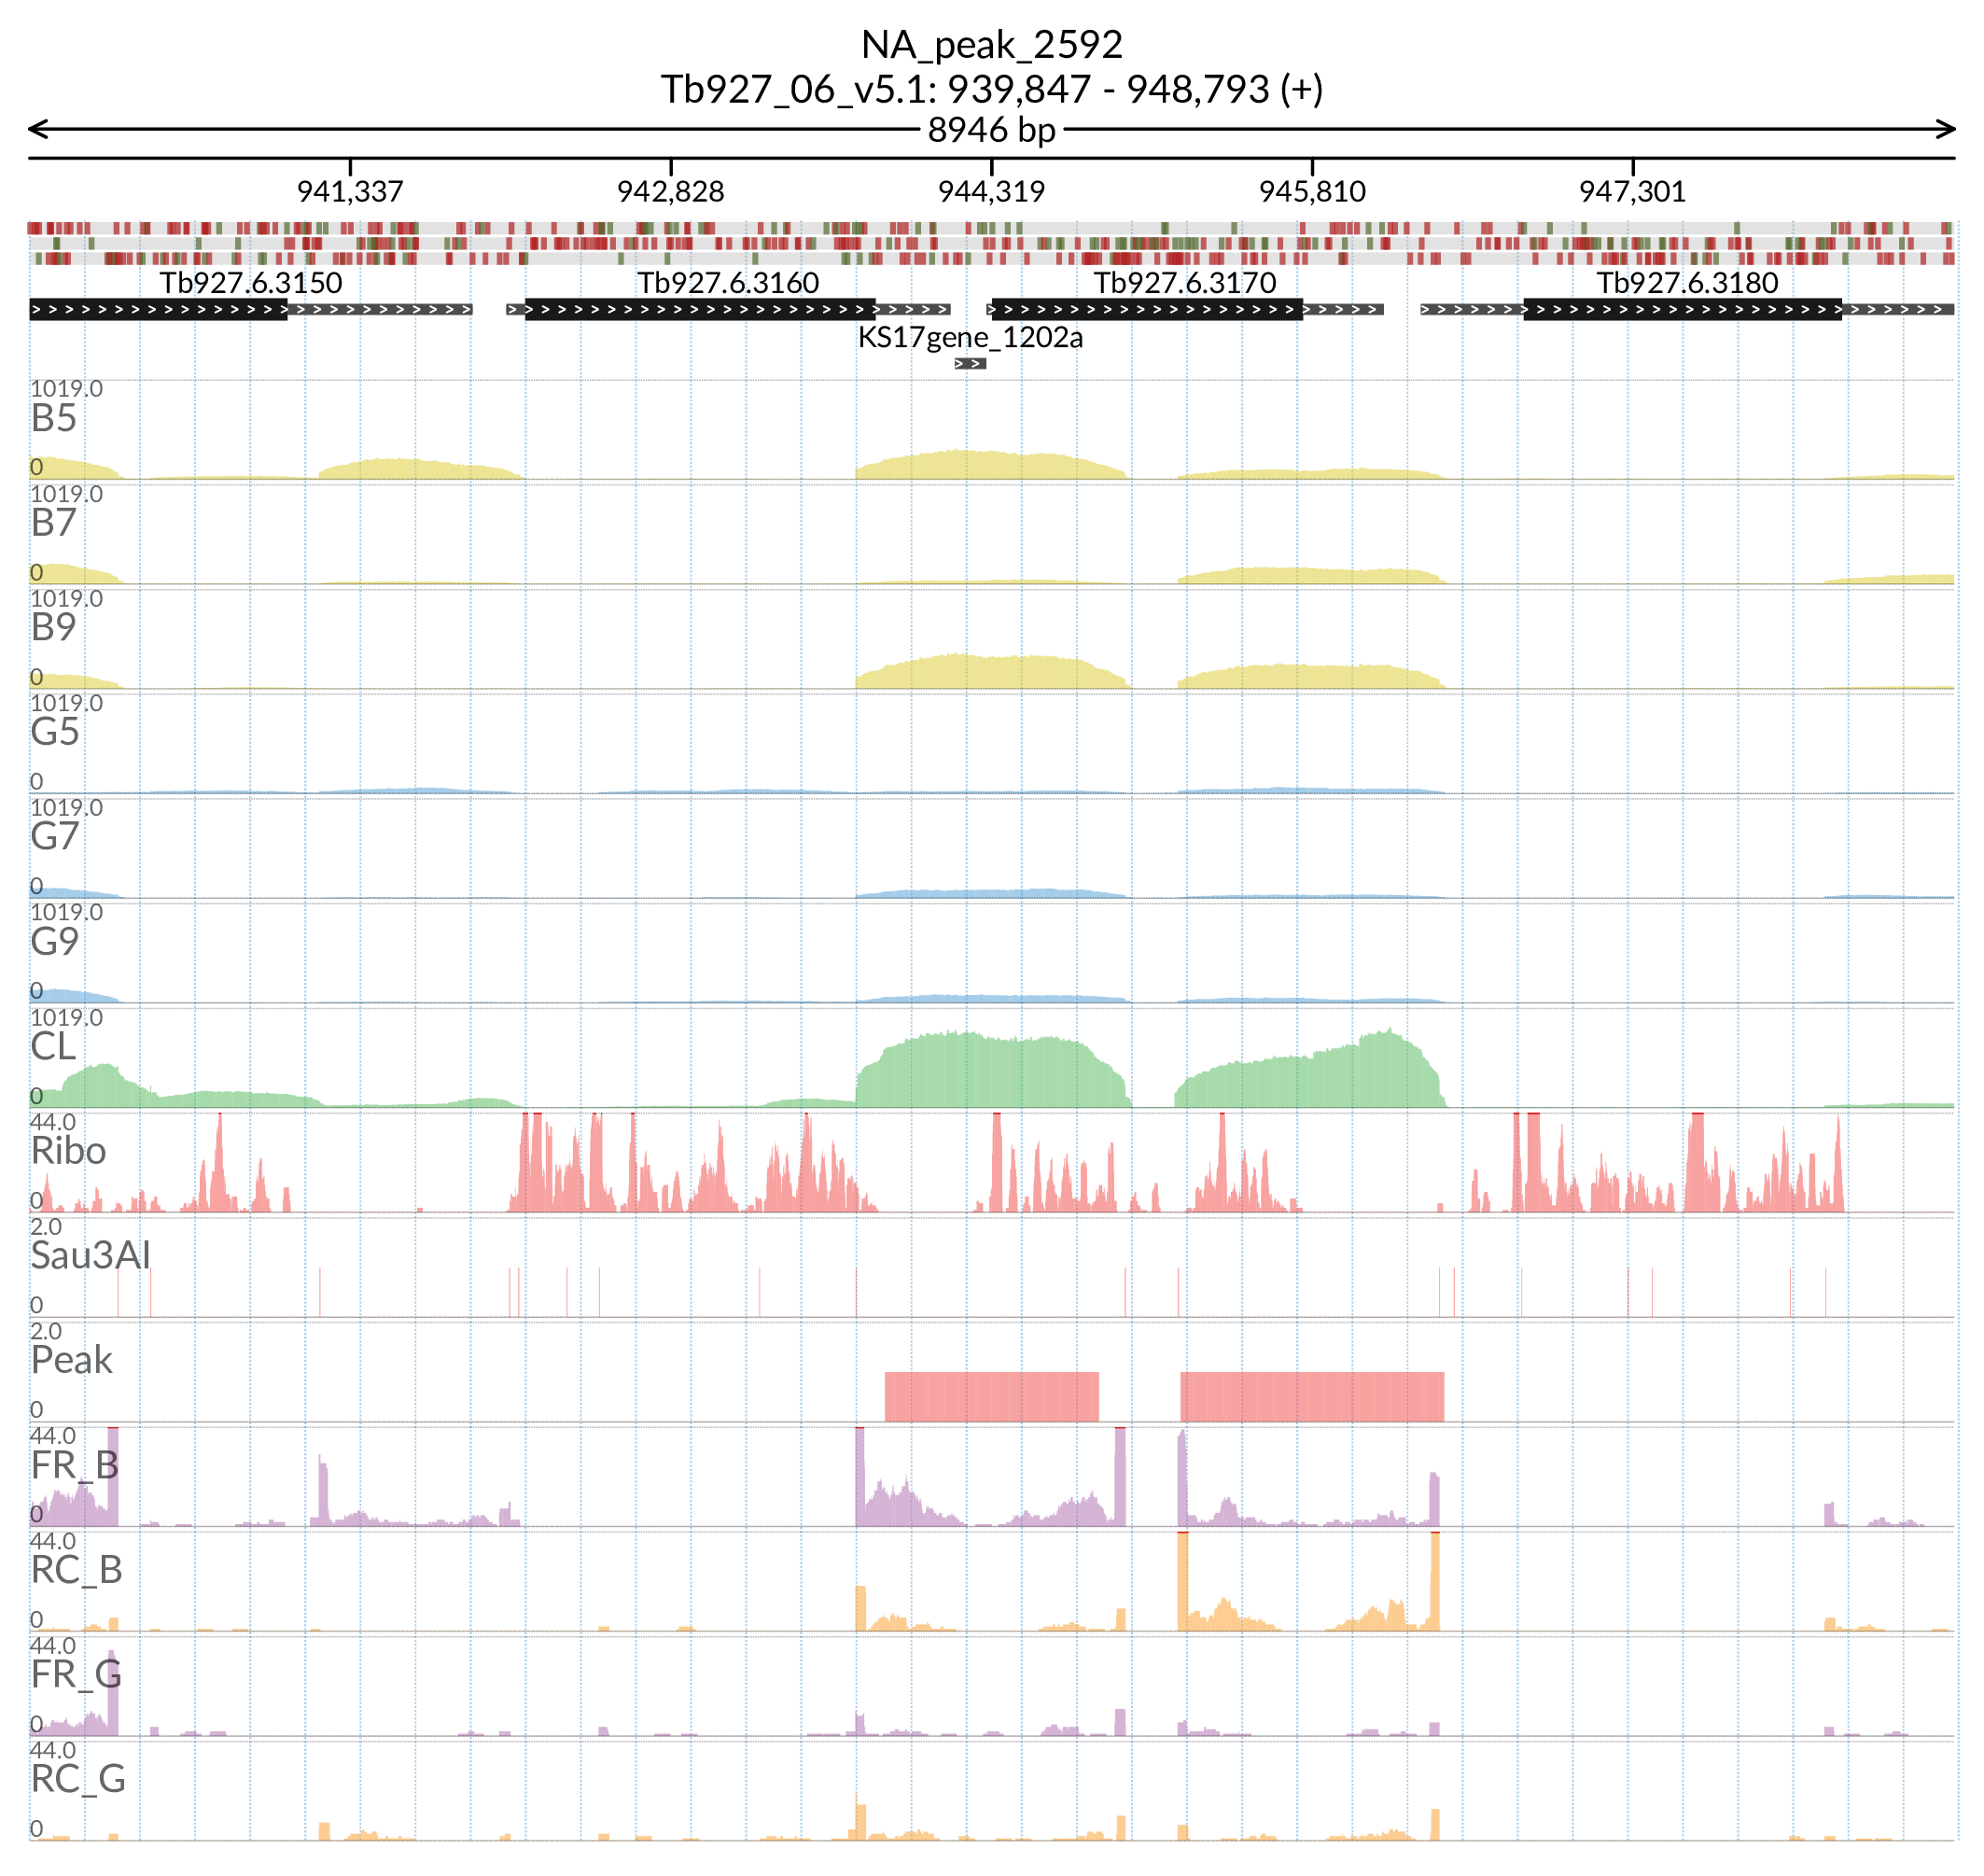 NA_peak_2592
Tb927_06_v5.1: 939,847 - 948,793 (+)
8946 bp
941,337 942,828 944,319 945,810 947,301
Tb927.6.3150 Tb927.6.3160 Tb927.6.3170 Tb927.6.3180
KS17gene_1202a
1019.0
B5
0
1019.0
B7
0
1019.0
B9
0
1019.0
G5
0
1019.0
G7
0
1019.0
G9
0
1019.0
CL
0
44.0
Ribo
0
2.0
Sau3AI
0
2.0
Peak
0
44.0
FR_B
0
44.0
RC_B
0
44.0
FR_G
0
44.0
RC_G
0